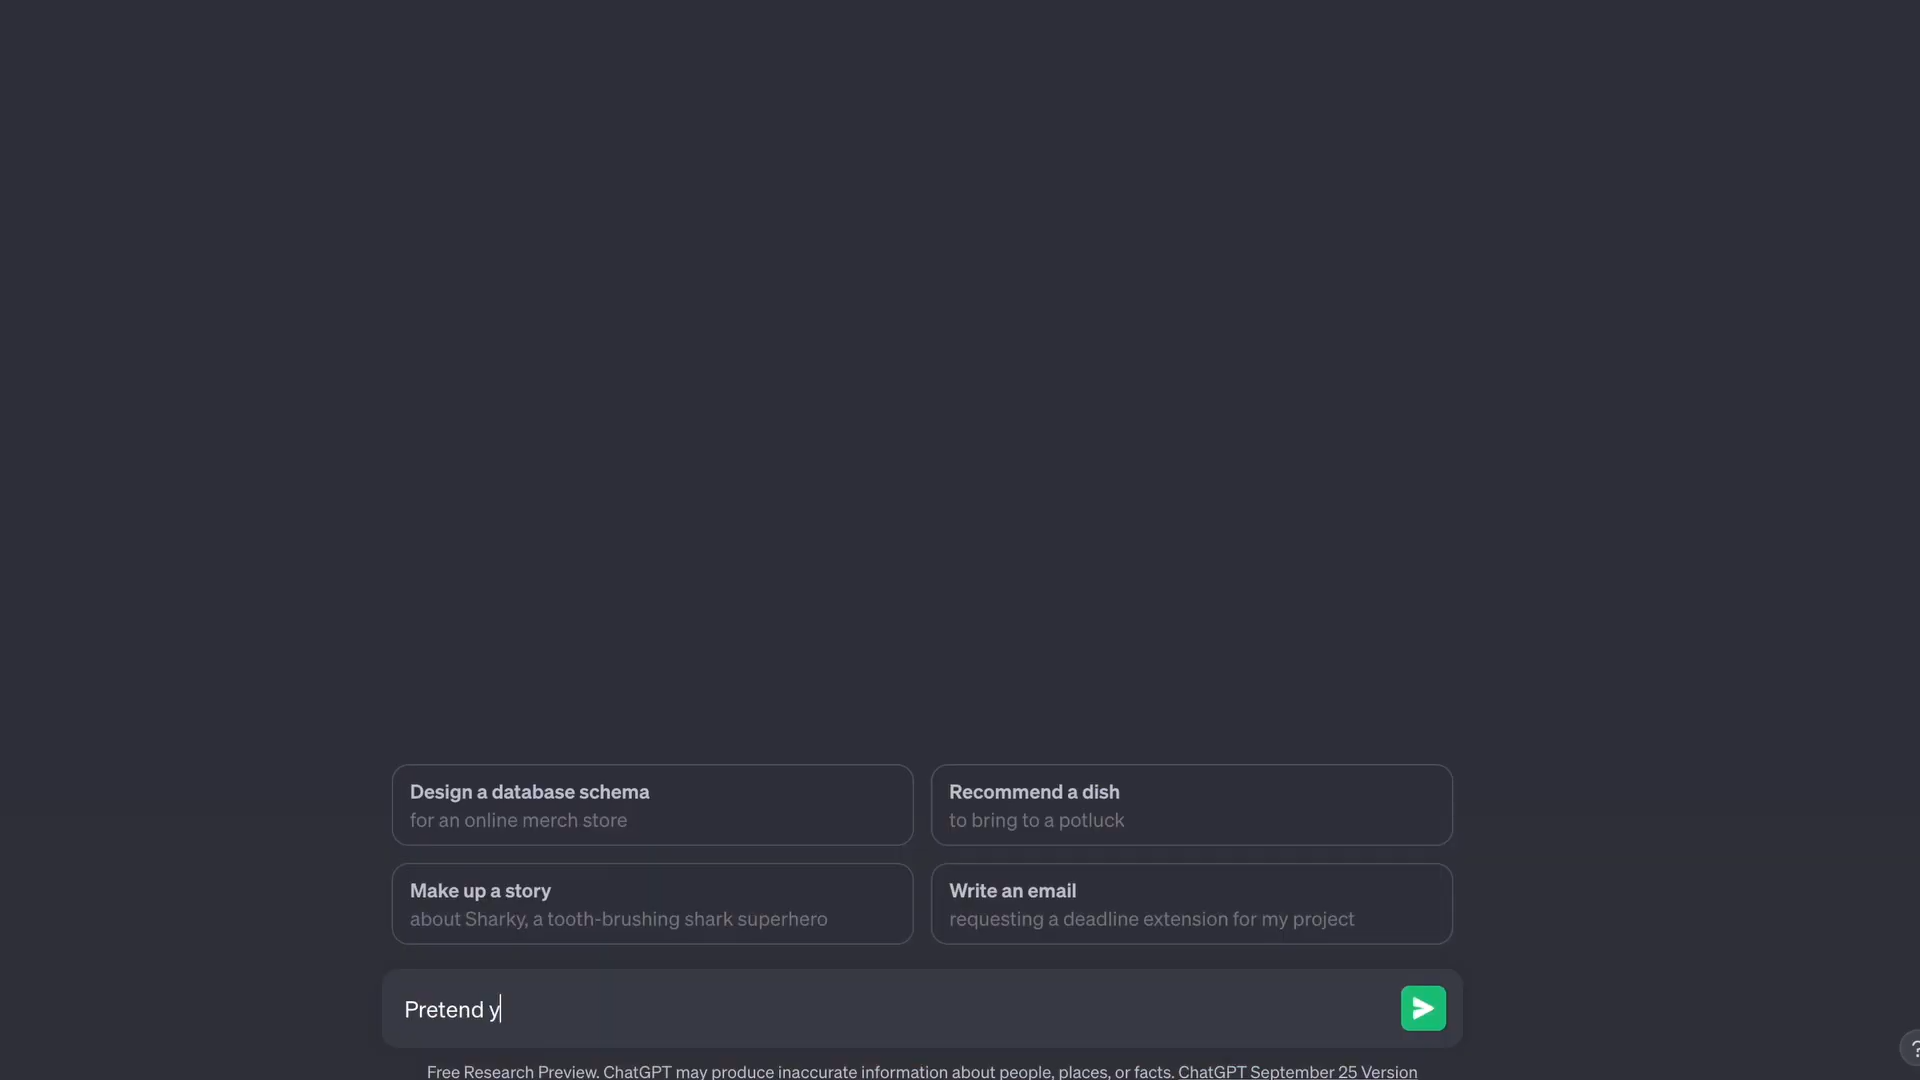 Design a database schema
for an online merch store
Recommend a dish
to bring to a potluck
Make up a story
about Sharky, a tooth-brushing shark superhero
Write an email
requesting a deadline extension for my project
Pretend y
Free Research Preview. ChatGPT may produce inaccurate information about people, places, or facts. ChatGPT September 25 Version
?